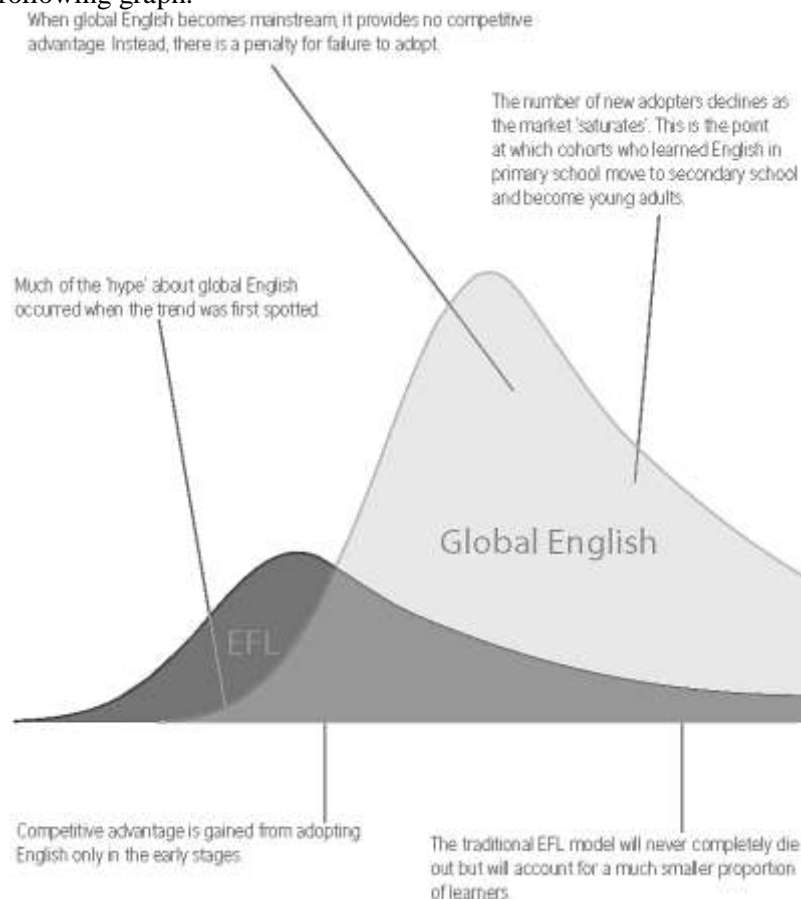 following graph.
When global English becomes mainstream, it provides no competitive
advantage. Instead, there is a penalty for failure to adopt.
The number of new adopters declines as
the market 'saturates'. This is the point
at which cohorts who learned English in
primary school move to secondary school
and become young adults.
Much of the 'hype' about global English
occurred when the trend was first spotted.
Global English
EFL
Competitive advantage is gained from adopting
English only in the early stages.
The traditional EFL model will never completely die
out but will account for a much smaller proportion
of learners.